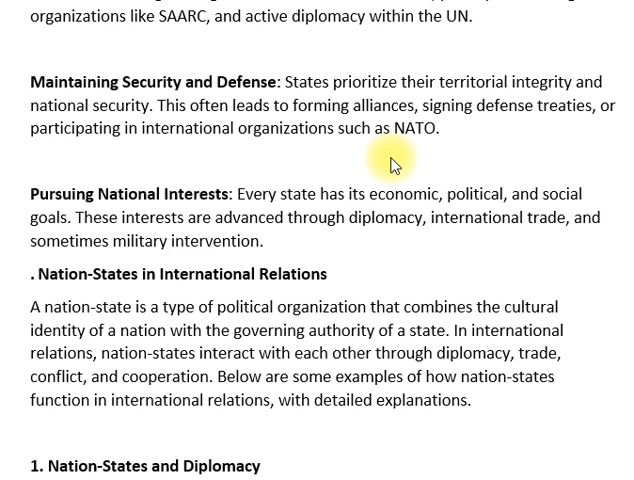 organizations like SAARC, and active diplomacy within the UN.
Maintaining Security and Defense: States prioritize their territorial integrity and
national security. This often leads to forming alliances, signing defense treaties, or
participating in international organizations such as NATO.
Pursuing National Interests: Every state has its economic, political, and social
goals. These interests are advanced through diplomacy, international trade, and
sometimes military intervention.
. Nation-States in International Relations
A nation-state is a type of political organization that combines the cultural
identity of a nation with the governing authority of a state. In international
relations, nation-states interact with each other through diplomacy, trade,
conflict, and cooperation. Below are some examples of how nation-states
function in international relations, with detailed explanations.
1. Nation-States and Diplomacy